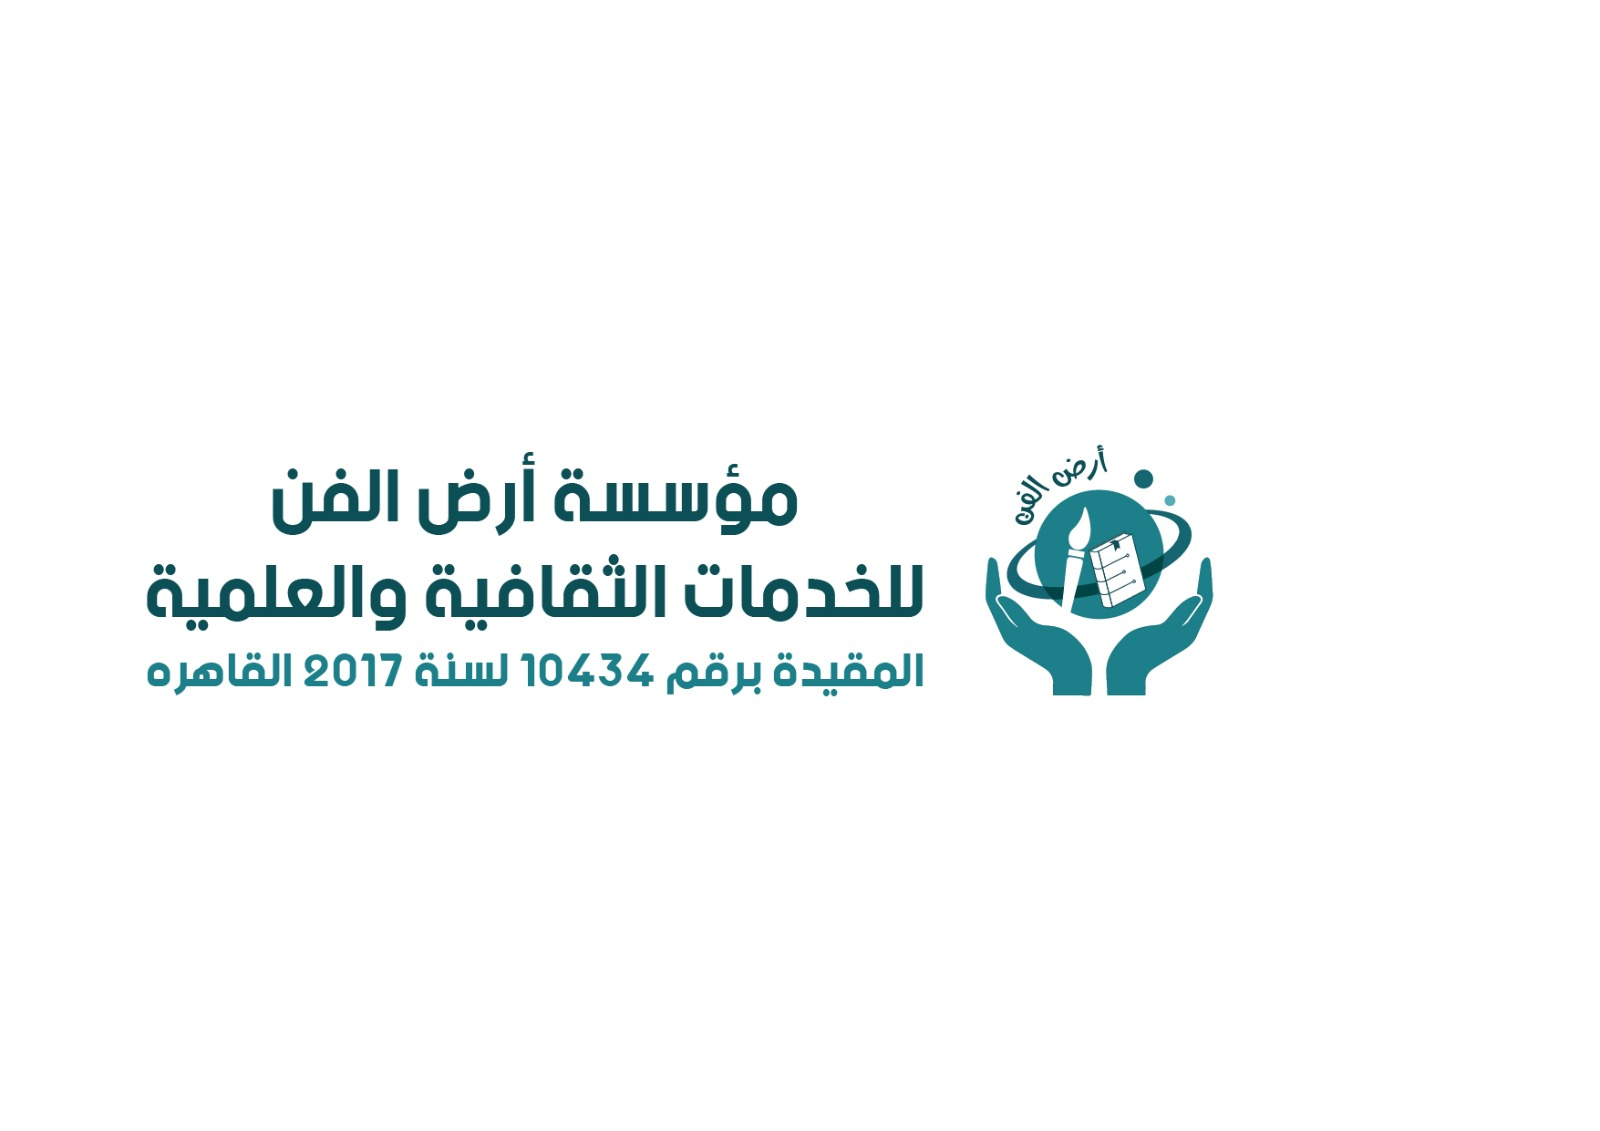 مؤسسة أرض الفن
للخدمات الثقافية والعلمية
المقيدة برقم 10434 لسنة 2017 القاهره
أرض الفن